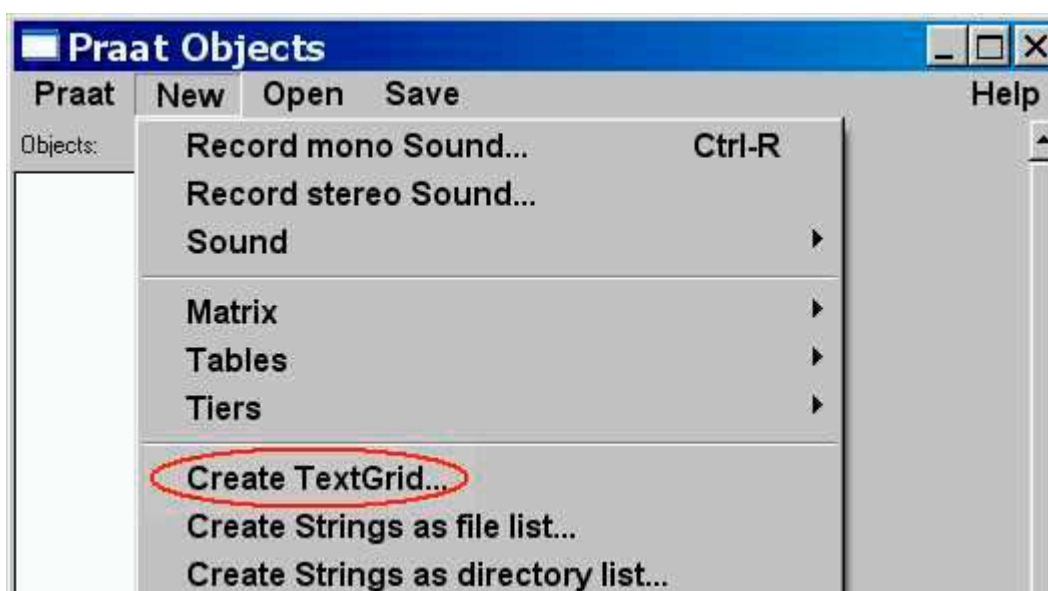 Praat Objects
Praat New Open Save Help
Objects:
Record mono Sound... Ctrl-R
Record stereo Sound...
Sound
Matrix
Tables
Tiers
Create TextGrid...
Create Strings as file list...
Create Strings as directory list...